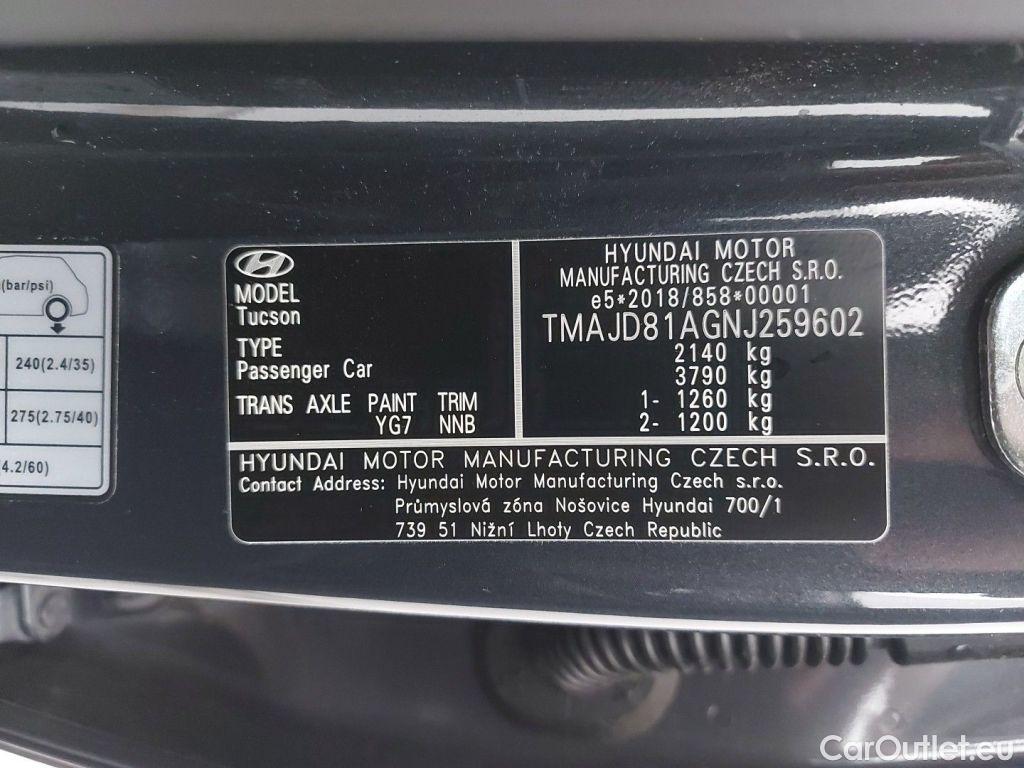 (bar/psi)
240(2.4/35)
275(2.75/40)
4.2/60)
MODEL
Tucson
TYPE
Passenger Car
TRANS AXLE PAINT TRIM
YG7 NNB
HYUNDAI MOTOR
MANUFACTURING CZECH S.R.O.
e5*2018/858*00001
TMAJD81AGNJ259602
2140 kg
3790 kg
1- 1260 kg
2- 1200 kg
HYUNDAI MOTOR MANUFACTURING CZECH S.R.O.
Contact Address: Hyundai Motor Manufacturing Czech s.r.o.
Průmyslová zóna Nošovice Hyundai 700/1
739 51 Nižní Lhoty Czech Republic
CarOutlet.eu